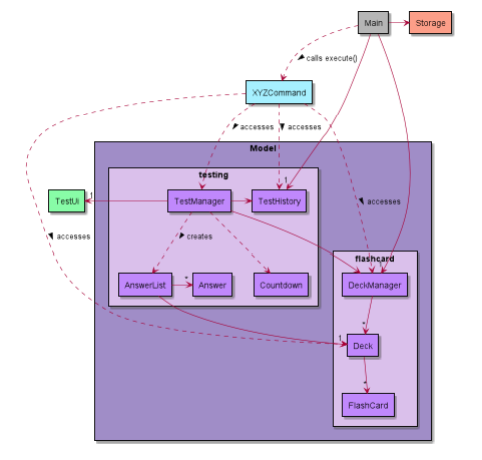 Main
Storage
calls execute()
XYZCommand
accesses
accesses
Model
testing
TestUi
1
TestManager
1
TestHistory
accesses
accesses
creates
flashcard
1
AnswerList
*
Answer
Countdown
DeckManager
*
1
Deck
*
FlashCard